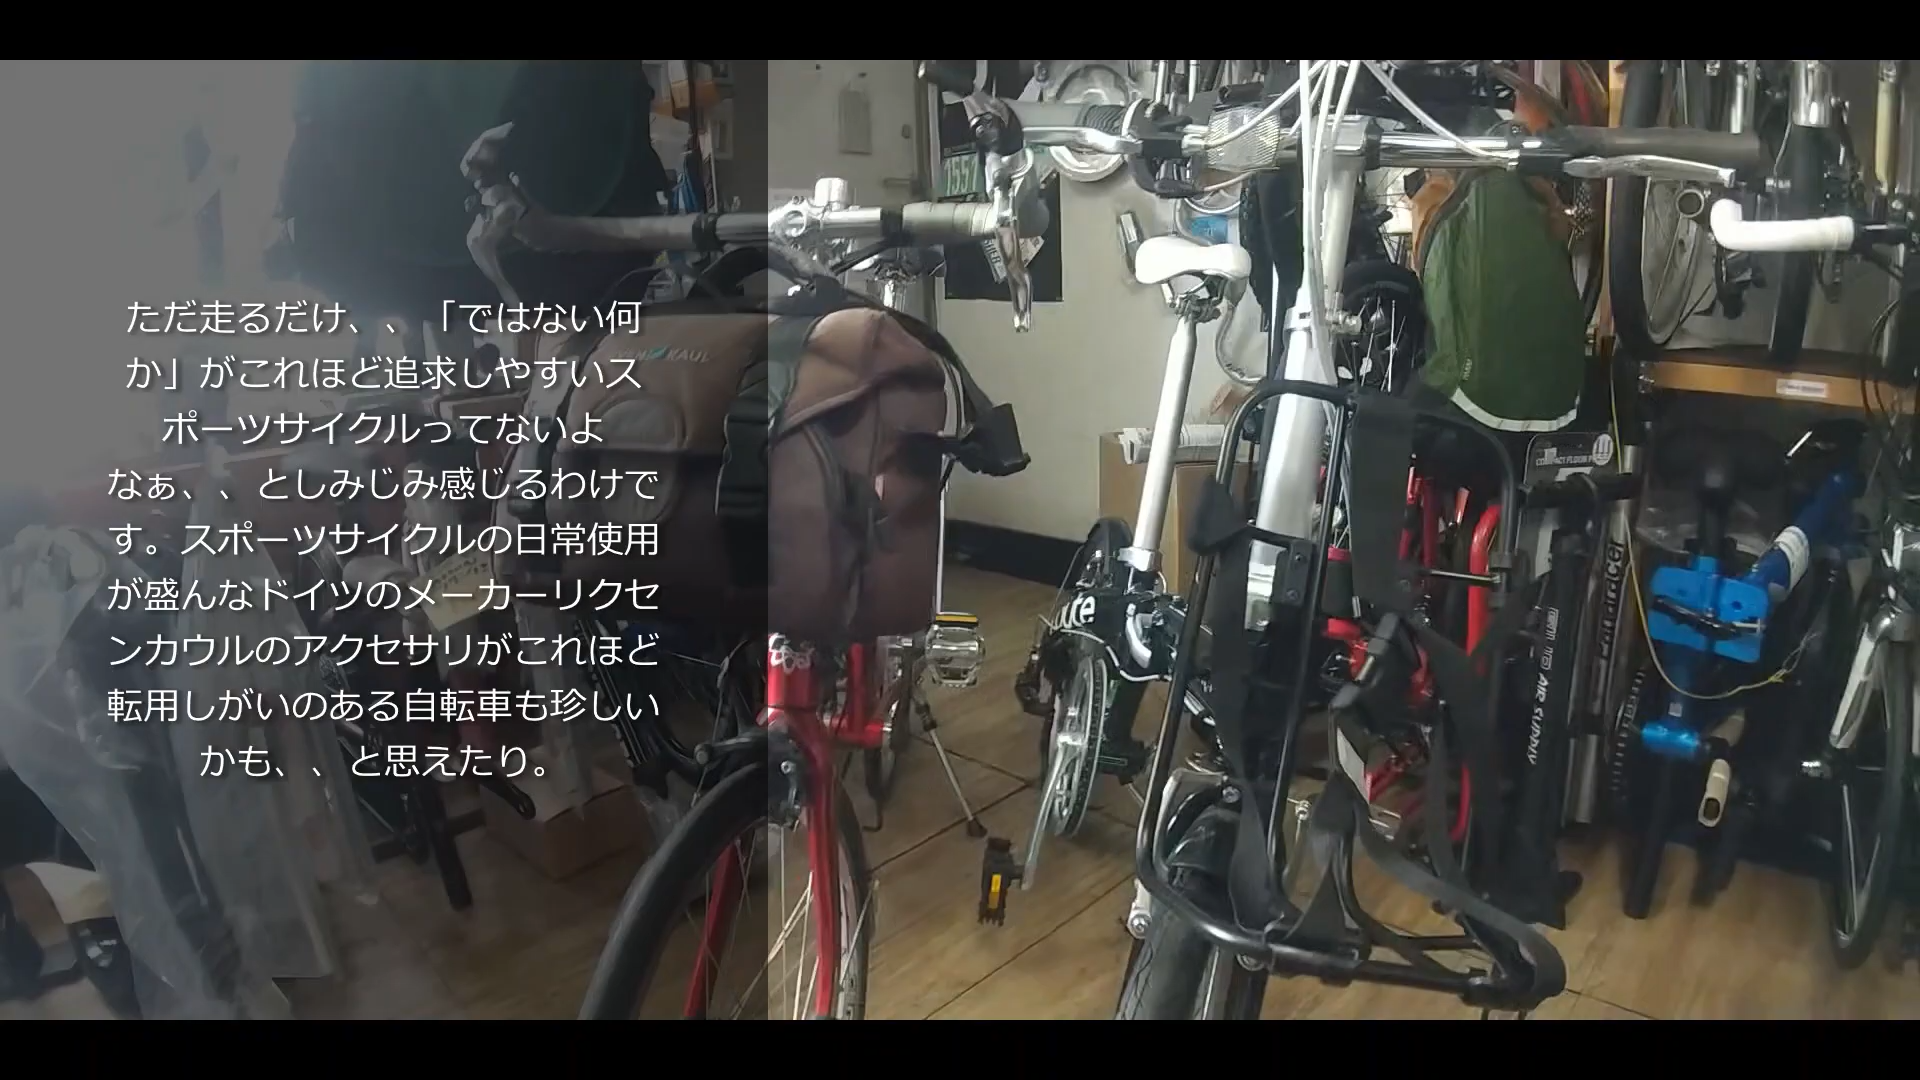 ただ走るだけ、、「ではない何
か」がこれほど追求しやすいス
ポーツサイクルってないよ
なぁ、、としみじみ感じるわけで
す。スポーツサイクルの日常使用
が盛んなドイツのメーカーリクセ
ンカウルのアクセサリがこれほど
転用しがいのある自転車も珍しい
かも、、と思えたり。
KAUL
1557
COMPACT FLOOR
AIR SUPPLY